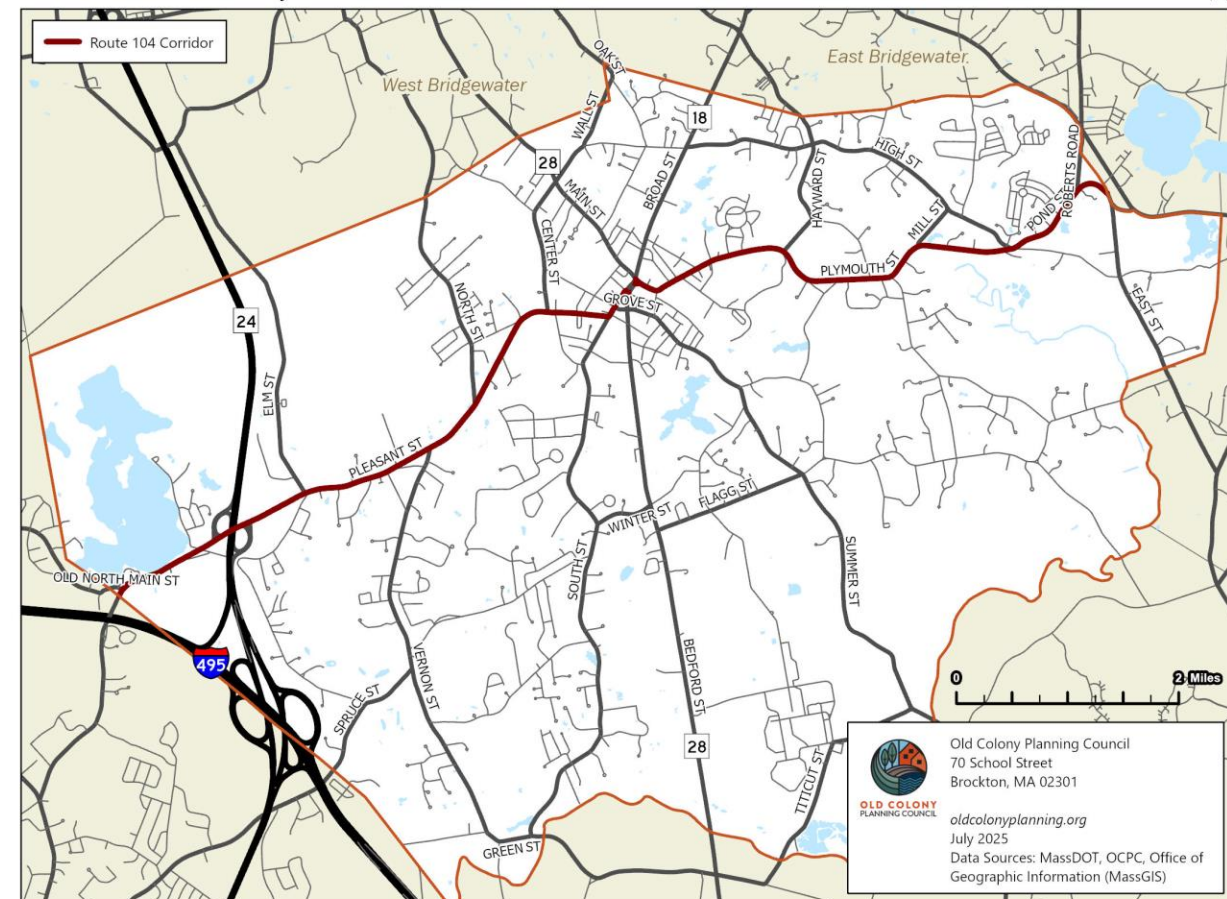 Route 104 Corridor
West Bridgewater
East Bridgewater
OAK ST
WALL ST
18
28
MAIN ST
BROAD ST
HIGH ST
HAYWARD ST
ROBERTS ROAD
POND ST
MILL ST
CENTER ST
NORTH ST
GROVE ST
PLYMOUTH ST
EAST ST
24
ELM ST
PLEASANT ST
WINTER ST
FLAGG ST
OLD NORTH MAIN ST
SOUTH ST
SUMMER ST
495
VERNON ST
SPRUCE ST
BEDFORD ST
28
TITICUT ST
GREEN ST
0 2 Miles
OLD COLONY
PLANNING COUNCIL
Old Colony Planning Council
70 School Street
Brockton, MA 02301
oldcolonyplanning.org
July 2025
Data Sources: MassDOT, OCPC, Office of
Geographic Information (MassGIS)